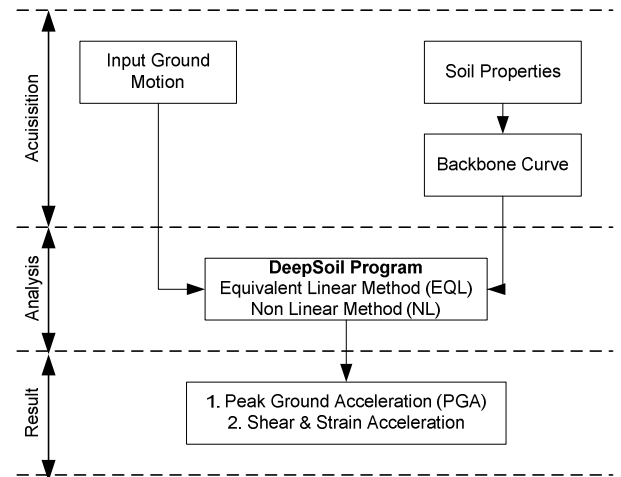 Acuisisition
Input Ground
Motion
Soil Properties
Backbone Curve
Analysis
DeepSoil Program
Equivalent Linear Method (EQL)
Non Linear Method (NL)
Result
1. Peak Ground Acceleration (PGA)
2. Shear & Strain Acceleration